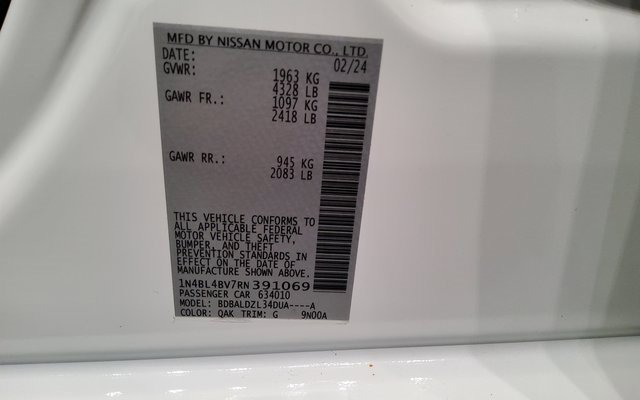 MFD BY NISSAN MOTOR CO., LTD.
DATE: 02/24
GVWR: 1963 KG
4328 LB
GAWR FR.: 1097 KG
2418 LB
GAWR RR.: 945 KG
2083 LB
THIS VEHICLE CONFORMS TO
ALL APPLICABLE FEDERAL
MOTOR VEHICLE SAFETY,
BUMPER, AND THEFT
PREVENTION STANDARDS IN
EFFECT ON THE DATE OF
MANUFACTURE SHOWN ABOVE.
1N4BL4BV7RN391069
PASSENGER CAR 634010
MODEL: BDBALDZL34DUA----A
COLOR: QAK TRIM: G 9N00A